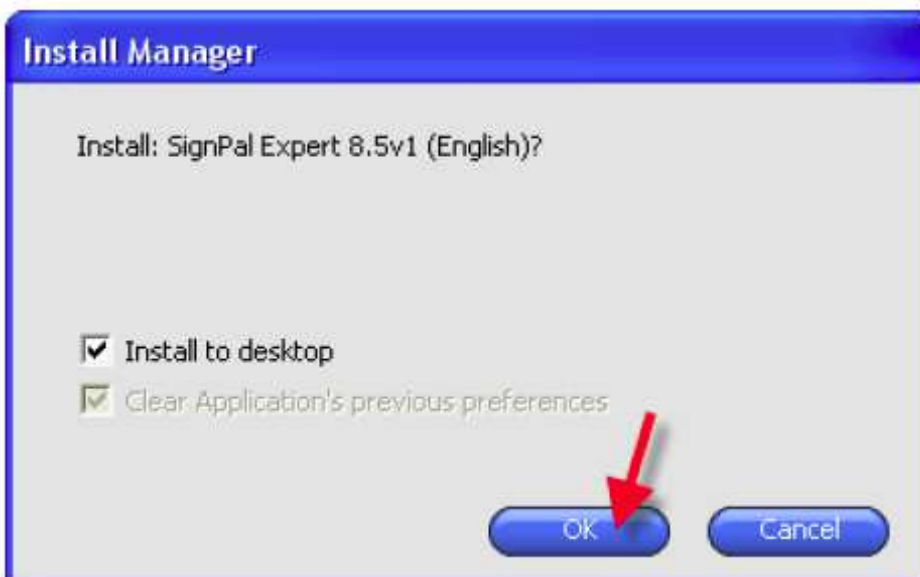 Install Manager
Install: SignPal Expert 8.5v1 (English)?
Install to desktop
Clear Application's previous preferences
OK Cancel